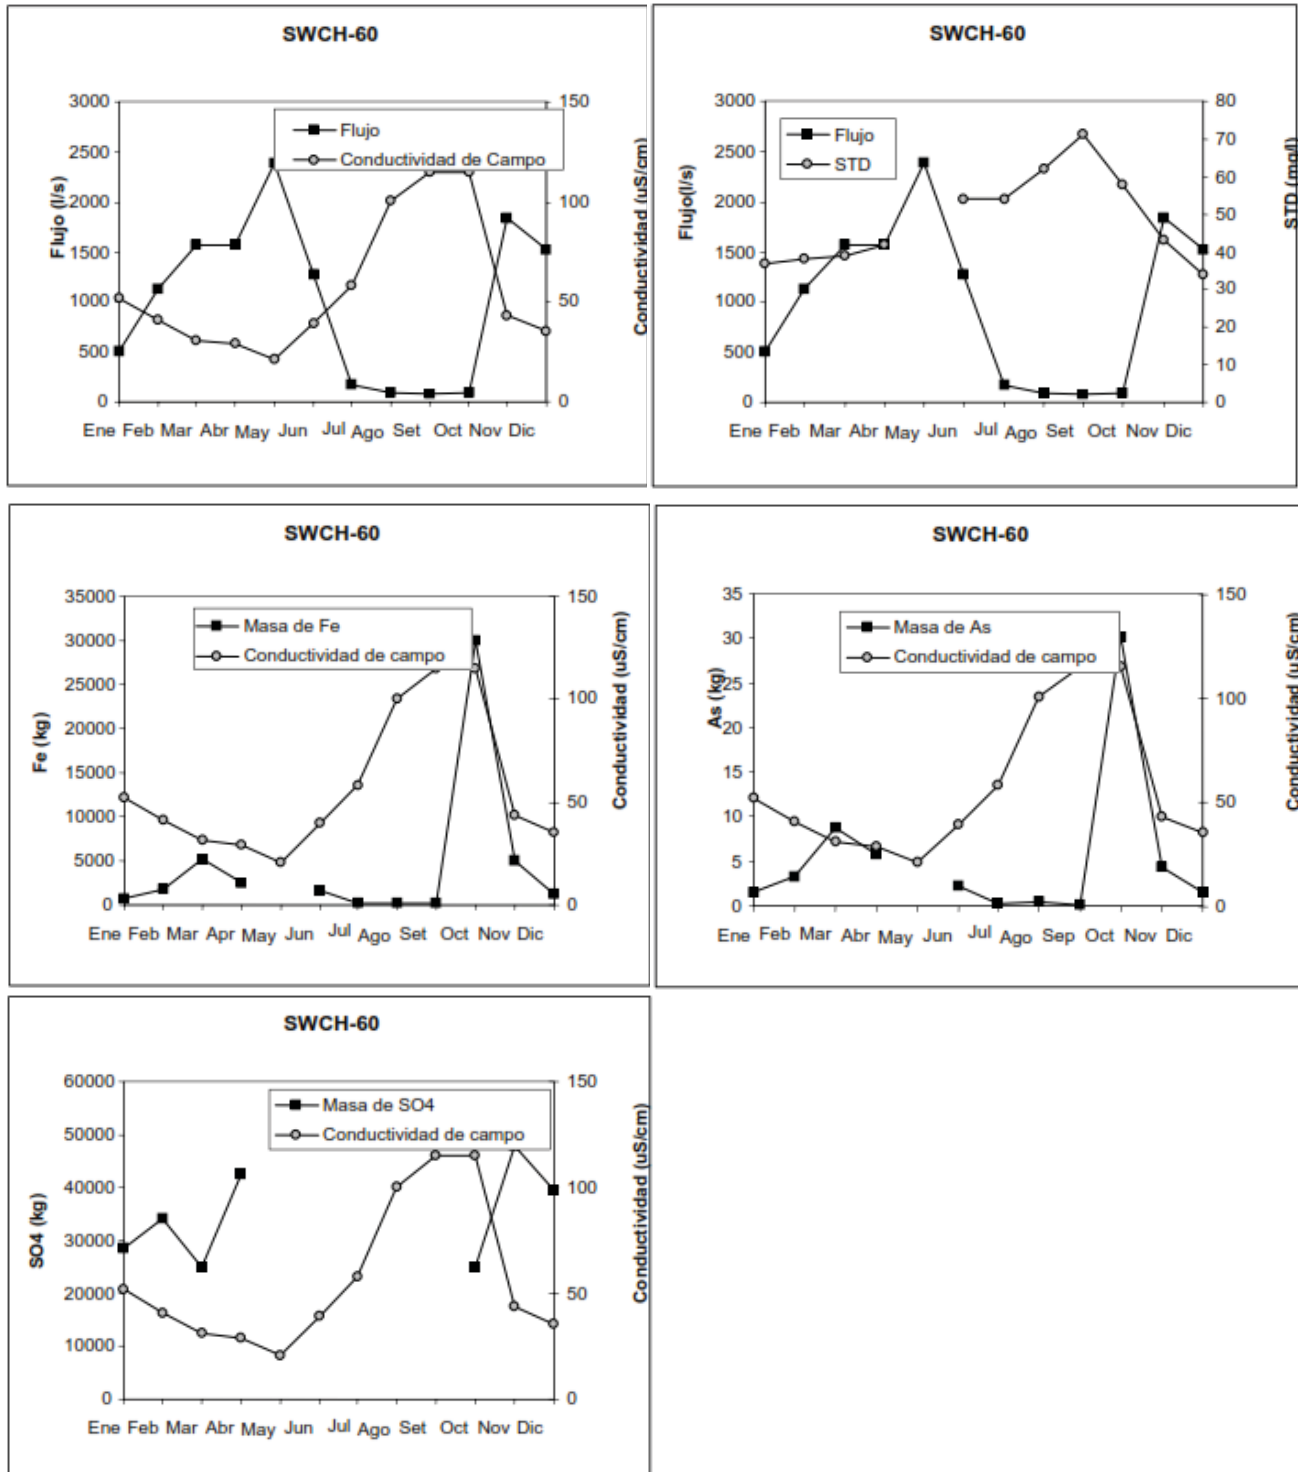 SWCH-60
3000
2500
2000
1500
1000
500
0
Flujo(l/s)
Flujo
Conductividad de Campo
150
100
50
0
Conductividad (uS/cm)
Ene Feb Mar Abr May Jun Jul Ago Set Oct Nov Dic
SWCH-60
3000
2500
2000
1500
1000
500
0
Flujo(l/s)
Flujo
STD
80
70
60
50
40
30
20
10
0
STD (mg/l)
Ene Feb Mar Abr May Jun Jul Ago Set Oct Nov Dic
SWCH-60
35000
30000
25000
20000
15000
10000
5000
0
Fe (kg)
Masa de Fe
Conductividad de campo
150
100
50
0
Conductividad (uS/cm)
Ene Feb Mar Apr May Jun Jul Ago Set Oct Nov Dic
SWCH-60
35
30
25
20
15
10
5
0
As (kg)
Masa de As
Conductividad de campo
150
100
50
0
Conductividad (uS/cm)
Ene Feb Mar Abr May Jun Jul Ago Sep Oct Nov Dic
SWCH-60
60000
50000
40000
30000
20000
10000
0
SO4 (kg)
Masa de SO4
Conductividad de campo
150
100
50
0
Conductividad (uS/cm)
Ene Feb Mar Abr May Jun Jul Ago Set Oct Nov Dic